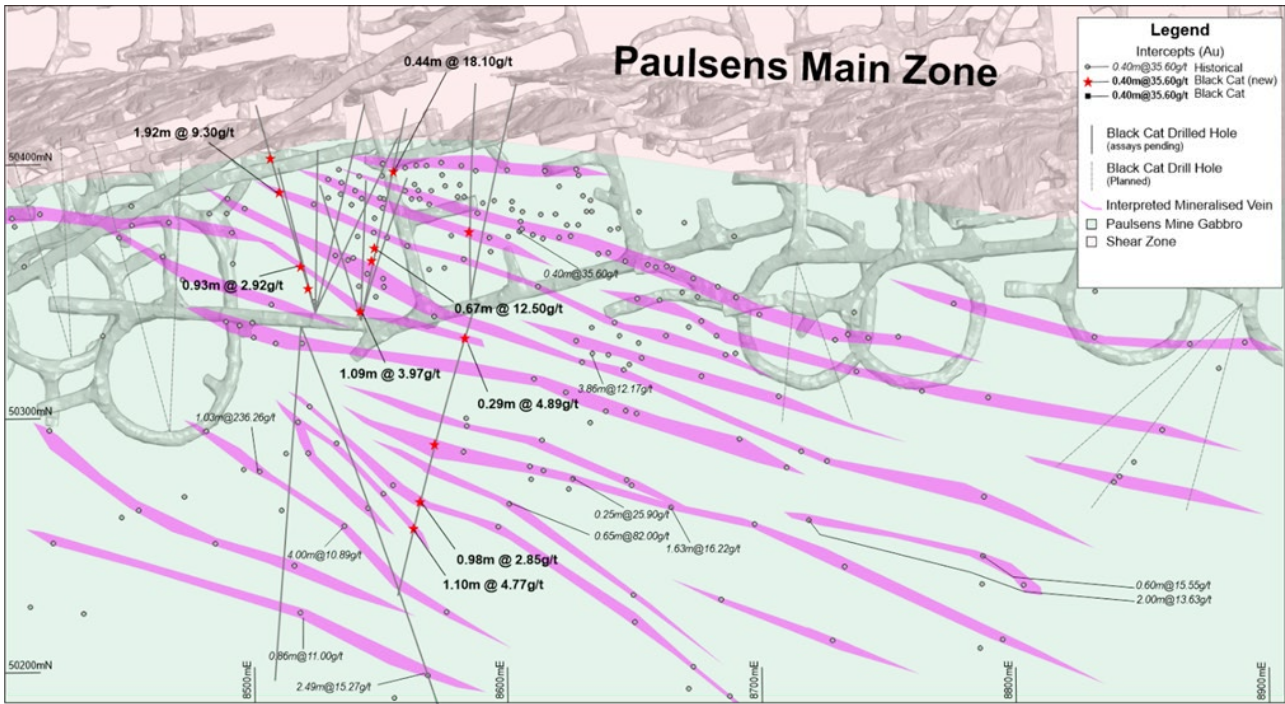 Paulsens Main Zone
0.44m @ 18.10g/t
1.92m @ 9.30g/t
50400mN
0.40m@35.60g/t
0.93m @ 2.92g/t
0.67m @ 12.50g/t
1.09m @ 3.97g/t
3.86m@12.17g/t
0.29m @ 4.89g/t
50300mN
1.03m@236.26g/t
0.25m@25.90g/t
0.65m@82.00g/t
1.63m@16.22g/t
4.00m@10.89g/t
0.98m @ 2.85g/t
1.10m @ 4.77g/t
0.60m@15.55g/t
2.00m@13.63g/t
0.86m@11.00g/t
50200mN
2.49m@15.27g/t
8500mE
8600mE
8700mE
8800mE
8900mE
Legend
Intercepts (Au)
0.40m@35.60g/t Historical
0.40m@35.60g/t Black Cat (new)
0.40m@35.60g/t Black Cat
Black Cat Drilled Hole
(assays pending)
Black Cat Drill Hole
(Planned)
Interpreted Mineralised Vein
Paulsens Mine Gabbro
Shear Zone